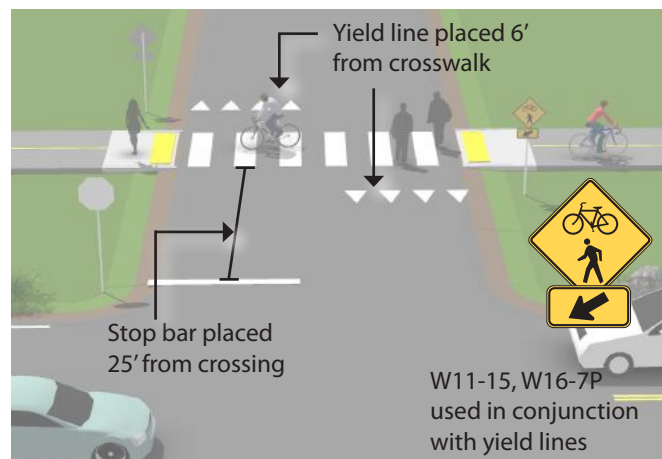 Yield line placed 6’
from crosswalk
Stop bar placed
25’ from crossing
W11-15, W16-7P
used in conjunction
with yield lines